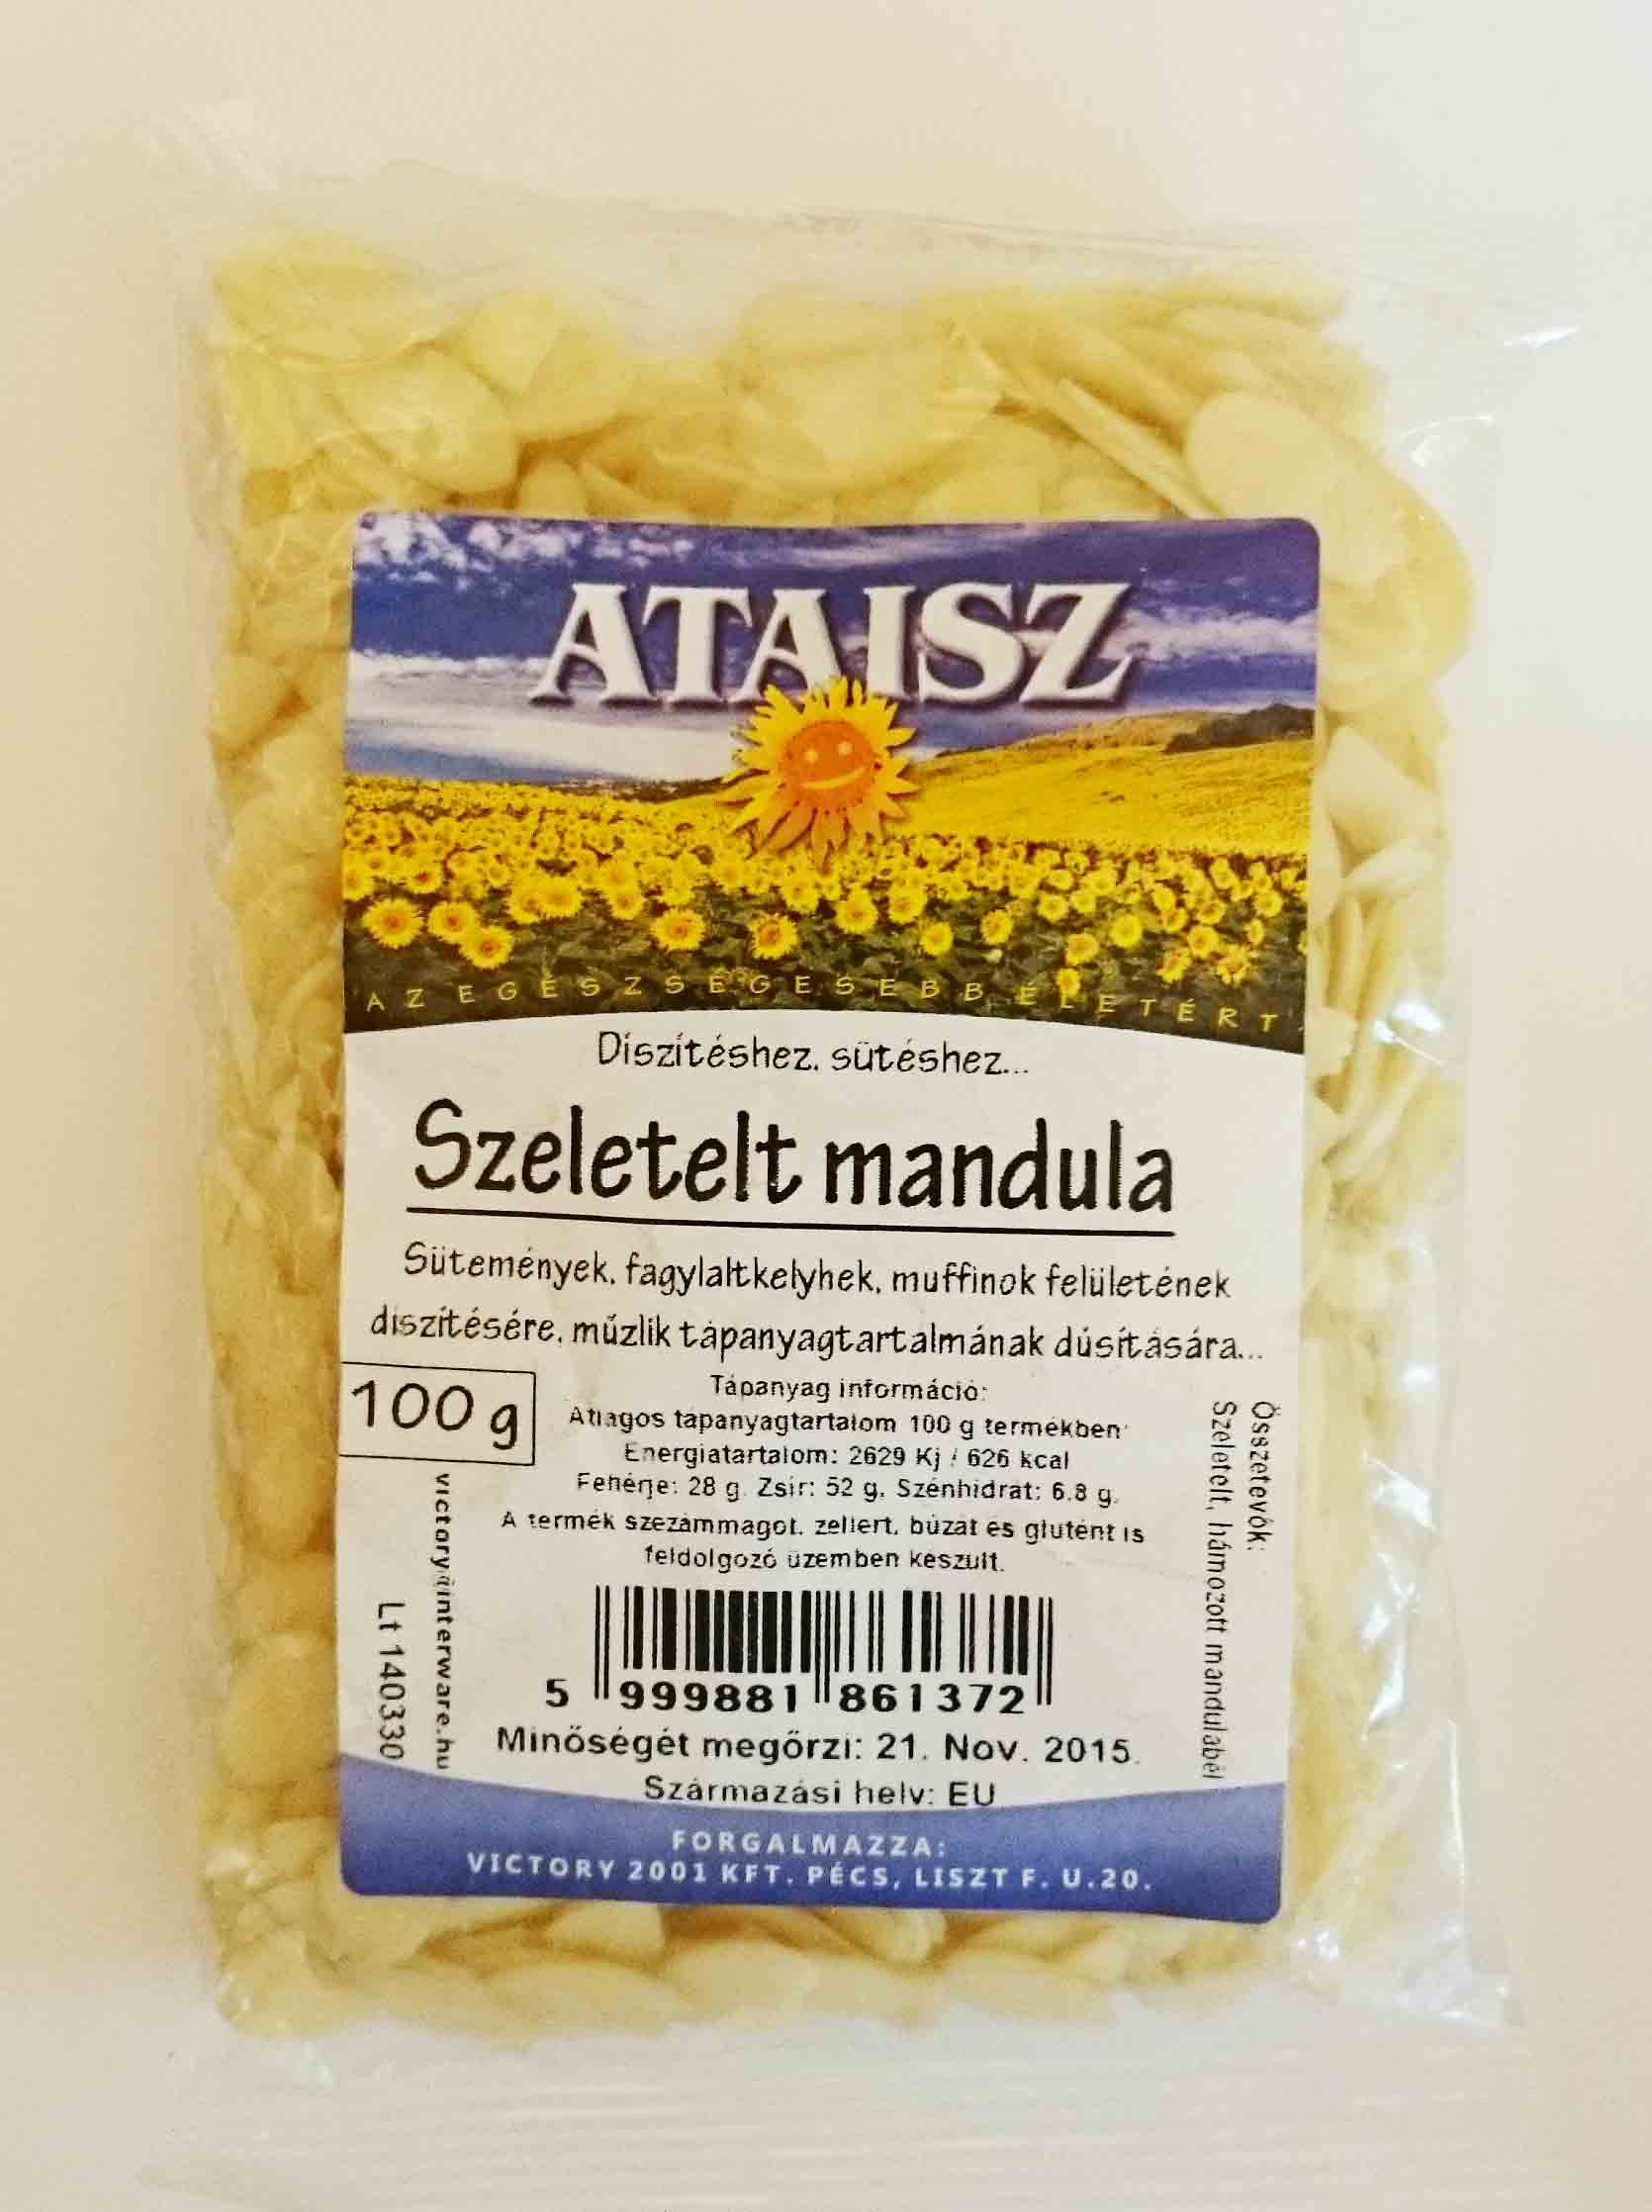 ATAISZ
AZ EGÉSZSÉGESEBB ÉLETÉRT
Díszítéshez, sütéshez...
Szeletelt mandula
Sütemények, fagylaltkelyhek, muffinok felületének
díszítésére, műzlik tápanyagtartalmának dúsítására...
100 g
Tápanyag információ:
Átlagos tápanyagtartalom 100 g termékben
Energiatartalom: 2629 Kj / 626 kcal
Fehérje: 28 g. Zsír: 52 g. Szénhidrát: 6.8 g.
A termék szezámmagot, zellert, búzát és glutént is
feldolgozó üzemben készült.
Összetevők:
Szeletelt, hámozott mandulabél
victory@interware.hu
Lt 140330
5 999881 861372
Minőségét megőrzi: 21. Nov. 2015.
Származási hely: EU
FORGALMAZZA:
VICTORY 2001 KFT. PÉCS, LISZT F. U.20.